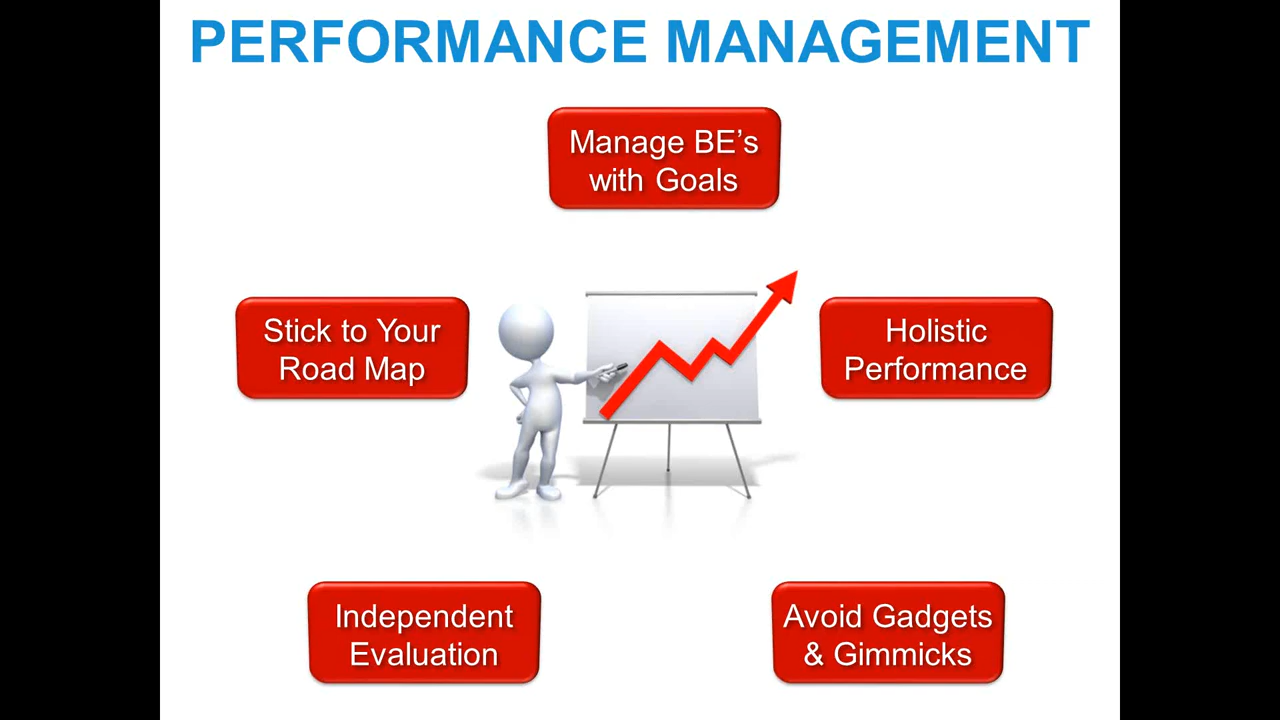 PERFORMANCE MANAGEMENT
Manage BE’s
with Goals
Stick to Your
Road Map
Holistic
Performance
Independent
Evaluation
Avoid Gadgets
& Gimmicks